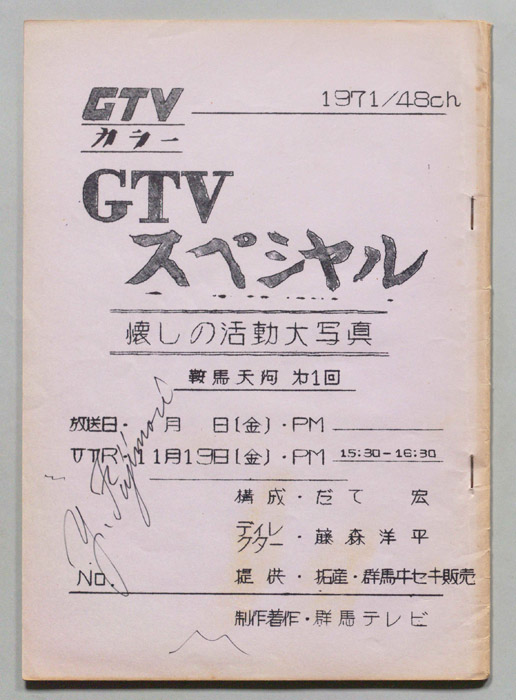 GTV
カラー
1971/48ch
GTV
スペシャル
懐しの活動大写真
鞍馬天狗 第1回
放送日・ 月 日(金)・PM
VTR・11月19日(金)・PM 15:30-16:30
構成・だて 宏
ディレクター・藤森洋平
Y. Fujimori
No.
提供・拓産・群馬ヰセキ販売
制作著作・群馬テレビ